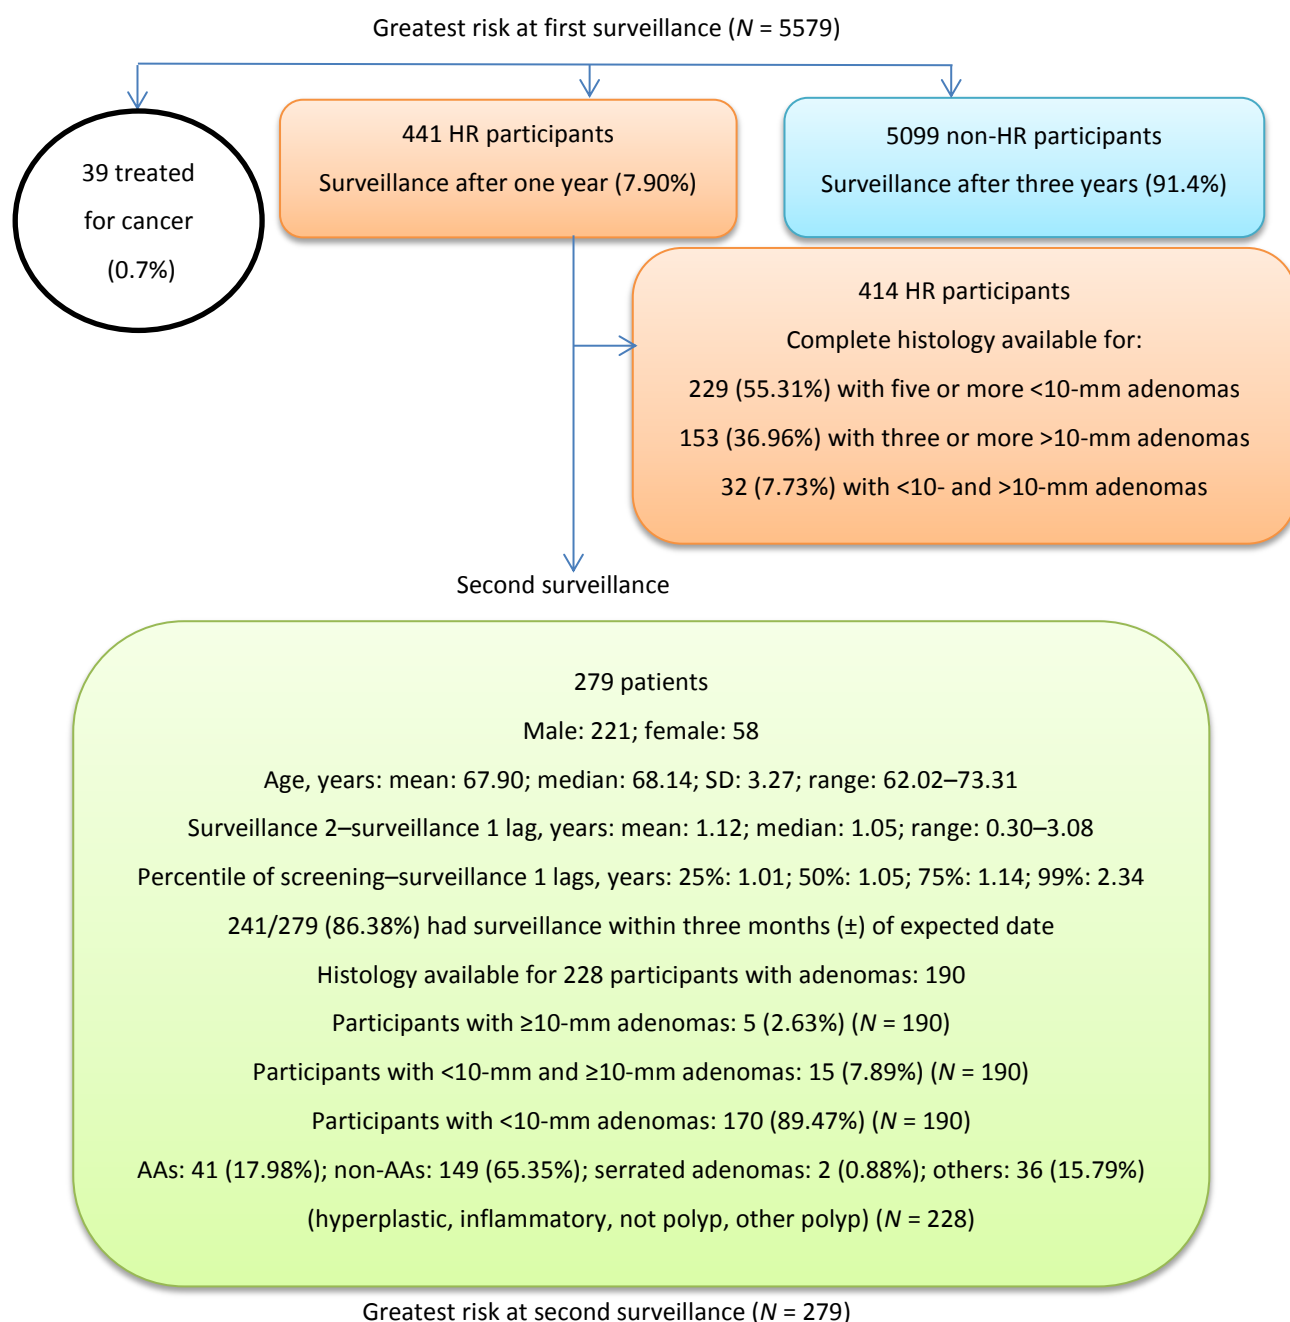 Greatest risk at first surveillance (N = 5579)
39 treated
for cancer
(0.7%)
441 HR participants
Surveillance after one year (7.90%)
5099 non-HR participants
Surveillance after three years (91.4%)
414 HR participants
Complete histology available for:
229 (55.31%) with five or more <10-mm adenomas
153 (36.96%) with three or more >10-mm adenomas
32 (7.73%) with <10- and >10-mm adenomas
Second surveillance
279 patients
Male: 221; female: 58
Age, years: mean: 67.90; median: 68.14; SD: 3.27; range: 62.02–73.31
Surveillance 2–surveillance 1 lag, years: mean: 1.12; median: 1.05; range: 0.30–3.08
Percentile of screening–surveillance 1 lags, years: 25%: 1.01; 50%: 1.05; 75%: 1.14; 99%: 2.34
241/279 (86.38%) had surveillance within three months (±) of expected date
Histology available for 228 participants with adenomas: 190
Participants with ≥10-mm adenomas: 5 (2.63%) (N = 190)
Participants with <10-mm and ≥10-mm adenomas: 15 (7.89%) (N = 190)
Participants with <10-mm adenomas: 170 (89.47%) (N = 190)
AAs: 41 (17.98%); non-AAs: 149 (65.35%); serrated adenomas: 2 (0.88%); others: 36 (15.79%)
(hyperplastic, inflammatory, not polyp, other polyp) (N = 228)
Greatest risk at second surveillance (N = 279)